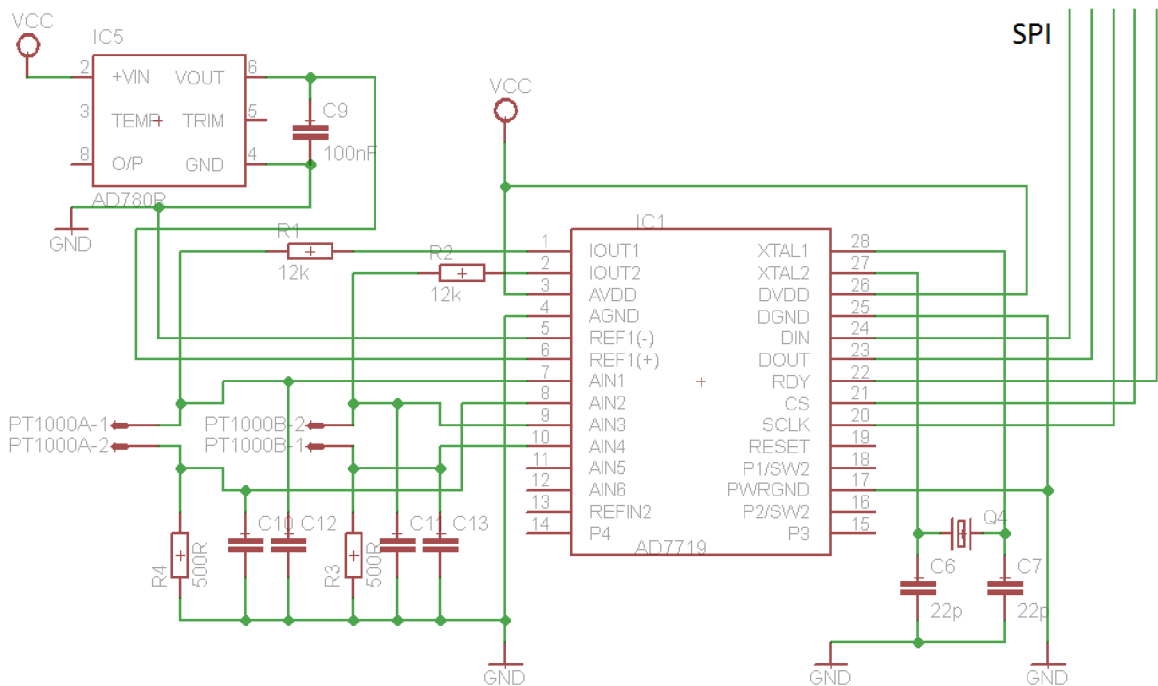 VCC
IC5
SPI
2 +VIN VOUT 6
3 TEMP TRIM 5
8 O/P GND 4
AD780R
C9
100nF
GND
VCC
R1
12k
R2
12k
IC1
1 IOUT1 XTAL1 28
2 IOUT2 XTAL2 27
3 AVDD DVDD 26
4 AGND DGND 25
5 REF1(-) DIN 24
6 REF1(+) DOUT 23
7 AIN1 RDY 22
8 AIN2 CS 21
9 AIN3 SCLK 20
10 AIN4 RESET 19
11 AIN5 P1/SW2 18
12 AIN6 PWRGND 17
13 REFIN2 P2/SW2 16
14 P4 P3 15
AD7719
PT1000A-1
PT1000A-2
PT1000B-2
PT1000B-1
R4
500R
C10
C12
R3
500R
C11
C13
Q4
C6
22p
C7
22p
GND
GND
GND